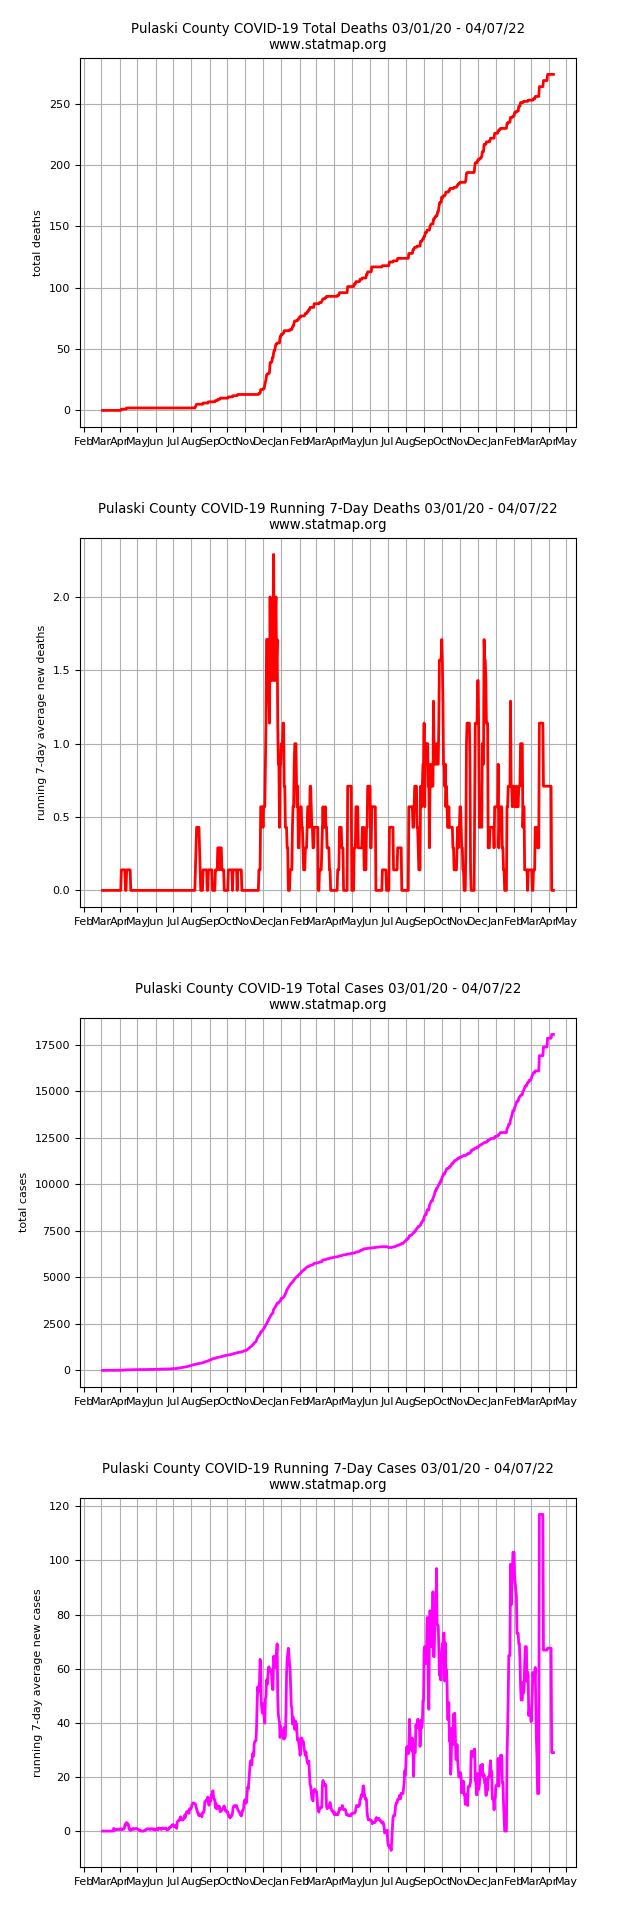 Pulaski County COVID-19 Total Deaths 03/01/20 - 04/07/22
www.statmap.org
250
200
150
100
50
0
total deaths
Feb Mar Apr May Jun Jul Aug Sep Oct Nov Dec Jan Feb Mar Apr May Jun Jul Aug Sep Oct Nov Dec Jan Feb Mar Apr May
Pulaski County COVID-19 Running 7-Day Deaths 03/01/20 - 04/07/22
www.statmap.org
2.0
1.5
1.0
0.5
0.0
running 7-day average new deaths
Feb Mar Apr May Jun Jul Aug Sep Oct Nov Dec Jan Feb Mar Apr May Jun Jul Aug Sep Oct Nov Dec Jan Feb Mar Apr May
Pulaski County COVID-19 Total Cases 03/01/20 - 04/07/22
www.statmap.org
17500
15000
12500
10000
7500
5000
2500
0
total cases
Feb Mar Apr May Jun Jul Aug Sep Oct Nov Dec Jan Feb Mar Apr May Jun Jul Aug Sep Oct Nov Dec Jan Feb Mar Apr May
Pulaski County COVID-19 Running 7-Day Cases 03/01/20 - 04/07/22
www.statmap.org
120
100
80
60
40
20
0
running 7-day average new cases
Feb Mar Apr May Jun Jul Aug Sep Oct Nov Dec Jan Feb Mar Apr May Jun Jul Aug Sep Oct Nov Dec Jan Feb Mar Apr May